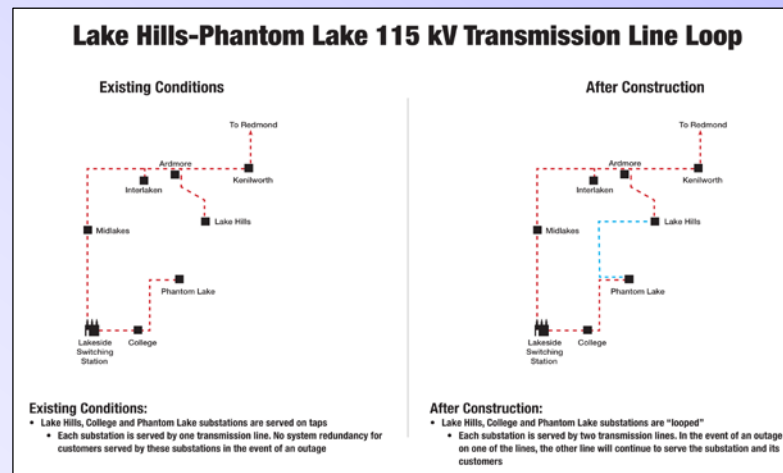 Lake Hills-Phantom Lake 115 kV Transmission Line Loop
Existing Conditions
To Redmond
Ardmore
Interlaken
Kenilworth
Lake Hills
Midlakes
Phantom Lake
Lakeside
Switching
Station
College
Existing Conditions:
• Lake Hills, College and Phantom Lake substations are served on taps
• Each substation is served by one transmission line. No system redundancy for
customers served by these substations in the event of an outage
After Construction
To Redmond
Ardmore
Interlaken
Kenilworth
Lake Hills
Midlakes
Phantom Lake
Lakeside
Switching
Station
College
After Construction:
• Lake Hills, College and Phantom Lake substations are “looped”
• Each substation is served by two transmission lines. In the event of an outage
on one of the lines, the other line will continue to serve the substation and its
customers